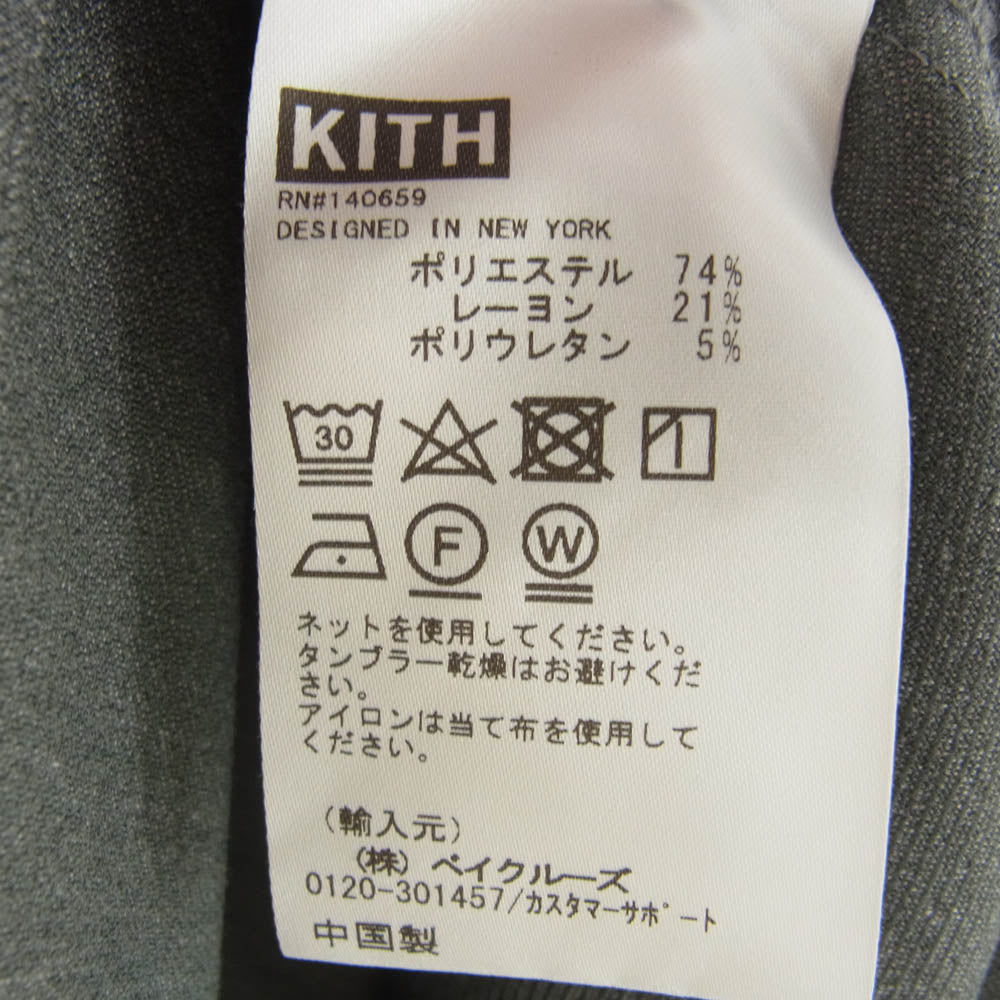 KITH
RN#140659
DESIGNED IN NEW YORK
ポリエステル 74%
レーヨン 21%
ポリウレタン 5%
30
F W
ネットを使用してください。
タンブラー乾燥はお避けくだ
さい。
アイロンは当て布を使用して
ください。
(輸入元)
(株)ベイクルーズ
0120-301457/カスタマーサポート
中国製